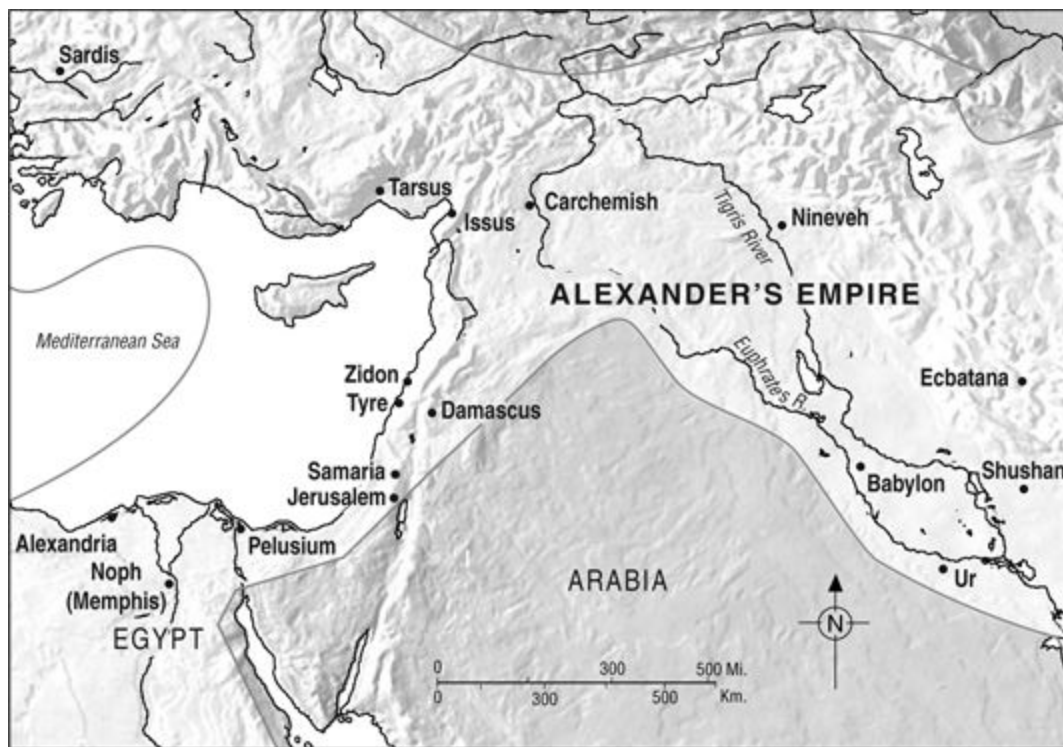 Sardis
Tarsus
Issus
Carchemish
Tigris River
Nineveh
ALEXANDER'S EMPIRE
Mediterranean Sea
Euphrates R.
Zidon
Tyre
Damascus
Ecbatana
Samaria
Jerusalem
Babylon
Shushan
Alexandria
Pelusium
Noph
(Memphis)
Ur
ARABIA
EGYPT
N
0 300 500 Mi.
0 300 500 Km.